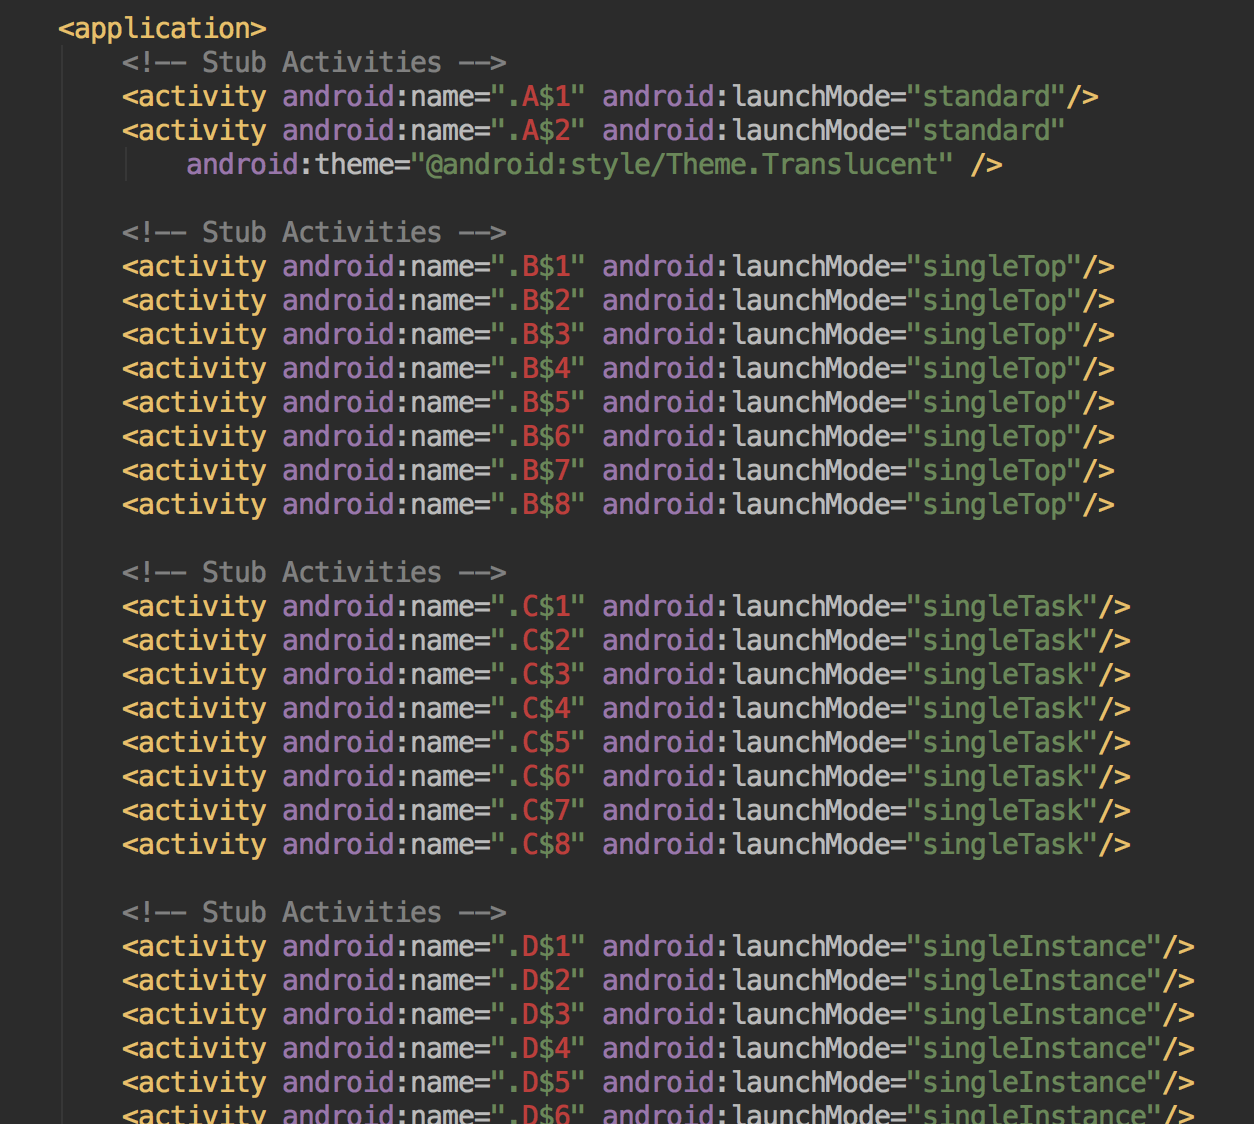 <application>
<!-- Stub Activities -->
<activity android:name=".A$1" android:launchMode="standard"/>
<activity android:name=".A$2" android:launchMode="standard"
android:theme="@android:style/Theme.Translucent" />
<!-- Stub Activities -->
<activity android:name=".B$1" android:launchMode="singleTop"/>
<activity android:name=".B$2" android:launchMode="singleTop"/>
<activity android:name=".B$3" android:launchMode="singleTop"/>
<activity android:name=".B$4" android:launchMode="singleTop"/>
<activity android:name=".B$5" android:launchMode="singleTop"/>
<activity android:name=".B$6" android:launchMode="singleTop"/>
<activity android:name=".B$7" android:launchMode="singleTop"/>
<activity android:name=".B$8" android:launchMode="singleTop"/>
<!-- Stub Activities -->
<activity android:name=".C$1" android:launchMode="singleTask"/>
<activity android:name=".C$2" android:launchMode="singleTask"/>
<activity android:name=".C$3" android:launchMode="singleTask"/>
<activity android:name=".C$4" android:launchMode="singleTask"/>
<activity android:name=".C$5" android:launchMode="singleTask"/>
<activity android:name=".C$6" android:launchMode="singleTask"/>
<activity android:name=".C$7" android:launchMode="singleTask"/>
<activity android:name=".C$8" android:launchMode="singleTask"/>
<!-- Stub Activities -->
<activity android:name=".D$1" android:launchMode="singleInstance"/>
<activity android:name=".D$2" android:launchMode="singleInstance"/>
<activity android:name=".D$3" android:launchMode="singleInstance"/>
<activity android:name=".D$4" android:launchMode="singleInstance"/>
<activity android:name=".D$5" android:launchMode="singleInstance"/>
<activity android:name=".D$6" android:launchMode="singleInstance"/>